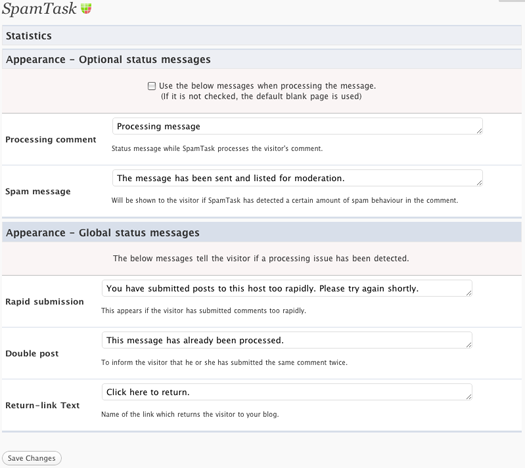 SpamTask
Statistics
Appearance – Optional status messages
Use the below messages when processing the message.
(If it is not checked, the default blank page is used)
Processing comment
Processing message
Status message while SpamTask processes the visitor's comment.
Spam message
The message has been sent and listed for moderation.
Will be shown to the visitor if SpamTask has detected a certain amount of spam behaviour in the comment.
Appearance – Global status messages
The below messages tell the visitor if a processing issue has been detected.
Rapid submission
You have submitted posts to this host too rapidly. Please try again shortly.
This appears if the visitor has submitted comments too rapidly.
Double post
This message has already been processed.
To inform the visitor that he or she has submitted the same comment twice.
Return-link Text
Click here to return.
Name of the link which returns the visitor to your blog.
Save Changes